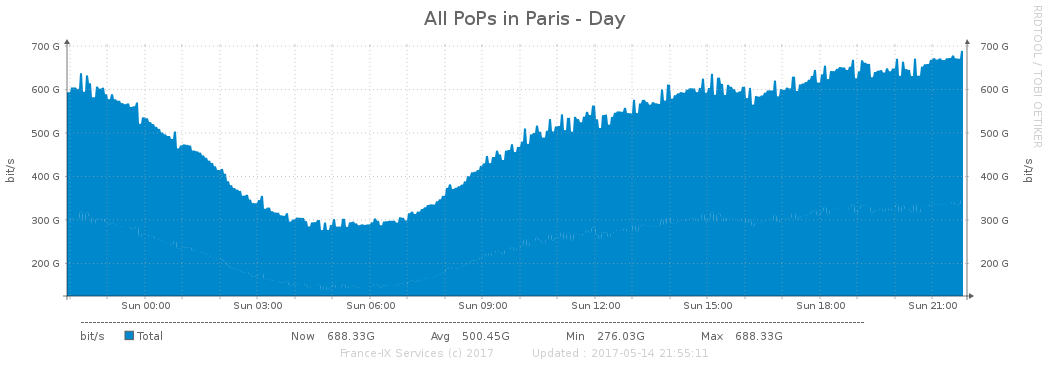 All PoPs in Paris - Day
RRDTOOL / TOBI OETIKER
700 G 700 G
600 G 600 G
500 G 500 G
400 G 400 G
300 G 300 G
200 G 200 G
bit/s bit/s
Sun 00:00 Sun 03:00 Sun 06:00 Sun 09:00 Sun 12:00 Sun 15:00 Sun 18:00 Sun 21:00
bit/s Total Now 688.33G Avg 500.45G Min 276.03G Max 688.33G
France-IX Services (c) 2017 Updated : 2017-05-14 21:55:11